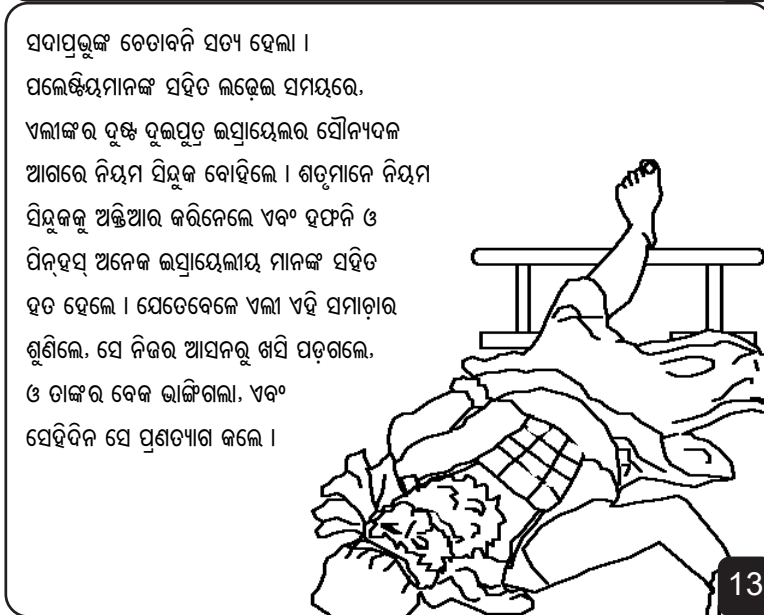 ସଦାପ୍ରଭୁଙ୍କ ଚେତାବନି ସତ୍ୟ ହେଲା ।
ପଲେଷ୍ଟିୟମାନଙ୍କ ସହିତ ଲଢ଼େଇ ସମୟରେ,
ଏଲୀଙ୍କର ଦୁଷ୍ଟ ଦୁଇପୁତ୍ର ଇସ୍ରାୟେଲର ସୌନ୍ୟଦଳ
ଆଗରେ ନିୟମ ସିନ୍ଦୁକ ବୋହିଲେ । ଶତୃମାନେ ନିୟମ
ସିନ୍ଦୁକକୁ ଅକ୍ତିଆର କରିନେଲେ ଏବଂ ହଫନି ଓ
ପିନ୍‌ହସ୍ ଅନେକ ଇସ୍ରାୟେଲୀୟ ମାନଙ୍କ ସହିତ
ହତ ହେଲେ । ଯେତେବେଳେ ଏଲୀ ଏହି ସମାଚାର
ଶୁଣିଲେ, ସେ ନିଜର ଆସନରୁ ଖସି ପଡ଼ଗଲେ,
ଓ ତାଙ୍କର ବେକ ଭାଙ୍ଗିଗଲା, ଏବଂ
ସେହିଦିନ ସେ ପ୍ରଣତ୍ୟାଗ କଲେ ।
13